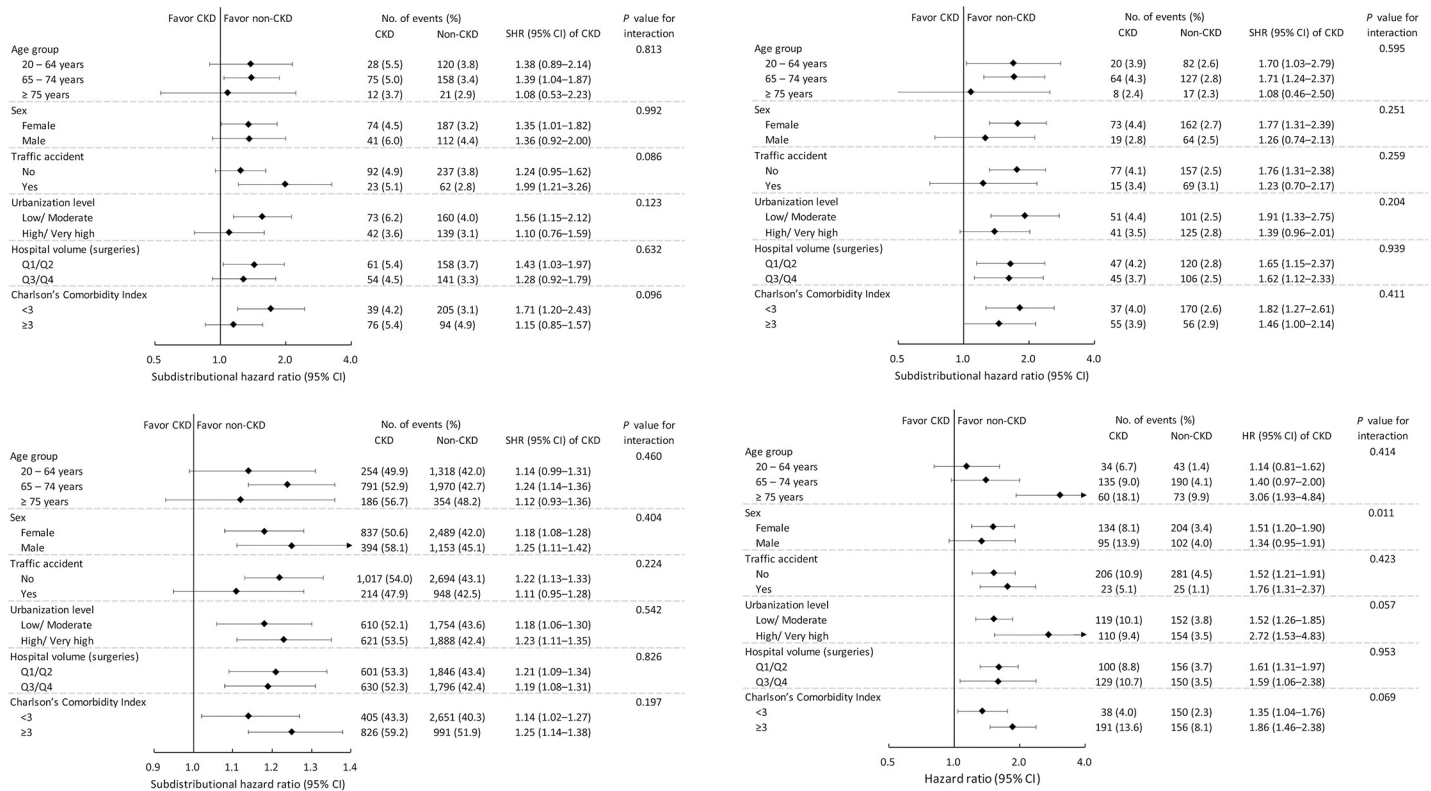 Favor CKD Favor non-CKD No. of events (%) P value for
CKD Non-CKD SHR (95% CI) of CKD interaction
Age group 0.813
20 – 64 years 28 (5.5) 120 (3.8) 1.38 (0.89–2.14)
65 – 74 years 75 (5.0) 158 (3.4) 1.39 (1.04–1.87)
≥ 75 years 12 (3.7) 21 (2.9) 1.08 (0.53–2.23)
Sex 0.992
Female 74 (4.5) 187 (3.2) 1.35 (1.01–1.82)
Male 41 (6.0) 112 (4.4) 1.36 (0.92–2.00)
Traffic accident 0.086
No 92 (4.9) 237 (3.8) 1.24 (0.95–1.62)
Yes 23 (5.1) 62 (2.8) 1.99 (1.21–3.26)
Urbanization level 0.123
Low/ Moderate 73 (6.2) 160 (4.0) 1.56 (1.15–2.12)
High/ Very high 42 (3.6) 139 (3.1) 1.10 (0.76–1.59)
Hospital volume (surgeries) 0.632
Q1/Q2 61 (5.4) 158 (3.7) 1.43 (1.03–1.97)
Q3/Q4 54 (4.5) 141 (3.3) 1.28 (0.92–1.79)
Charlson’s Comorbidity Index 0.096
<3 39 (4.2) 205 (3.1) 1.71 (1.20–2.43)
≥3 76 (5.4) 94 (4.9) 1.15 (0.85–1.57)
0.5 1.0 2.0 4.0
Subdistributional hazard ratio (95% CI)
Favor CKD Favor non-CKD No. of events (%) P value for
CKD Non-CKD SHR (95% CI) of CKD interaction
Age group 0.595
20 – 64 years 20 (3.9) 82 (2.6) 1.70 (1.03–2.79)
65 – 74 years 64 (4.3) 127 (2.8) 1.71 (1.24–2.37)
≥ 75 years 8 (2.4) 17 (2.3) 1.08 (0.46–2.50)
Sex 0.251
Female 73 (4.4) 162 (2.7) 1.77 (1.31–2.39)
Male 19 (2.8) 64 (2.5) 1.26 (0.74–2.13)
Traffic accident 0.259
No 77 (4.1) 157 (2.5) 1.76 (1.31–2.38)
Yes 15 (3.4) 69 (3.1) 1.23 (0.70–2.17)
Urbanization level 0.204
Low/ Moderate 51 (4.4) 101 (2.5) 1.91 (1.33–2.75)
High/ Very high 41 (3.5) 125 (2.8) 1.39 (0.96–2.01)
Hospital volume (surgeries) 0.939
Q1/Q2 47 (4.2) 120 (2.8) 1.65 (1.15–2.37)
Q3/Q4 45 (3.7) 106 (2.5) 1.62 (1.12–2.33)
Charlson’s Comorbidity Index 0.411
<3 37 (4.0) 170 (2.6) 1.82 (1.27–2.61)
≥3 55 (3.9) 56 (2.9) 1.46 (1.00–2.14)
0.5 1.0 2.0 4.0
Subdistributional hazard ratio (95% CI)
Favor CKD Favor non-CKD No. of events (%) P value for
CKD Non-CKD SHR (95% CI) of CKD interaction
Age group 0.460
20 – 64 years 254 (49.9) 1,318 (42.0) 1.14 (0.99–1.31)
65 – 74 years 791 (52.9) 1,970 (42.7) 1.24 (1.14–1.36)
≥ 75 years 186 (56.7) 354 (48.2) 1.12 (0.93–1.36)
Sex 0.404
Female 837 (50.6) 2,489 (42.0) 1.18 (1.08–1.28)
Male 394 (58.1) 1,153 (45.1) 1.25 (1.11–1.42)
Traffic accident 0.224
No 1,017 (54.0) 2,694 (43.1) 1.22 (1.13–1.33)
Yes 214 (47.9) 948 (42.5) 1.11 (0.95–1.28)
Urbanization level 0.542
Low/ Moderate 610 (52.1) 1,754 (43.6) 1.18 (1.06–1.30)
High/ Very high 621 (53.5) 1,888 (42.4) 1.23 (1.11–1.35)
Hospital volume (surgeries) 0.826
Q1/Q2 601 (53.3) 1,846 (43.4) 1.21 (1.09–1.34)
Q3/Q4 630 (52.3) 1,796 (42.4) 1.19 (1.08–1.31)
Charlson’s Comorbidity Index 0.197
<3 405 (43.3) 2,651 (40.3) 1.14 (1.02–1.27)
≥3 826 (59.2) 991 (51.9) 1.25 (1.14–1.38)
0.9 1.0 1.1 1.2 1.3 1.4
Subdistributional hazard ratio (95% CI)
Favor CKD Favor non-CKD No. of events (%) P value for
CKD Non-CKD HR (95% CI) of CKD interaction
Age group 0.414
20 – 64 years 34 (6.7) 43 (1.4) 1.14 (0.81–1.62)
65 – 74 years 135 (9.0) 190 (4.1) 1.40 (0.97–2.00)
≥ 75 years 60 (18.1) 73 (9.9) 3.06 (1.93–4.84)
Sex 0.011
Female 134 (8.1) 204 (3.4) 1.51 (1.20–1.90)
Male 95 (13.9) 102 (4.0) 1.34 (0.95–1.91)
Traffic accident 0.423
No 206 (10.9) 281 (4.5) 1.52 (1.21–1.91)
Yes 23 (5.1) 25 (1.1) 1.76 (1.31–2.37)
Urbanization level 0.057
Low/ Moderate 119 (10.1) 152 (3.8) 1.52 (1.26–1.85)
High/ Very high 110 (9.4) 154 (3.5) 2.72 (1.53–4.83)
Hospital volume (surgeries) 0.953
Q1/Q2 100 (8.8) 156 (3.7) 1.61 (1.31–1.97)
Q3/Q4 129 (10.7) 150 (3.5) 1.59 (1.06–2.38)
Charlson’s Comorbidity Index 0.069
<3 38 (4.0) 150 (2.3) 1.35 (1.04–1.76)
≥3 191 (13.6) 156 (8.1) 1.86 (1.46–2.38)
0.5 1.0 2.0 4.0
Hazard ratio (95% CI)